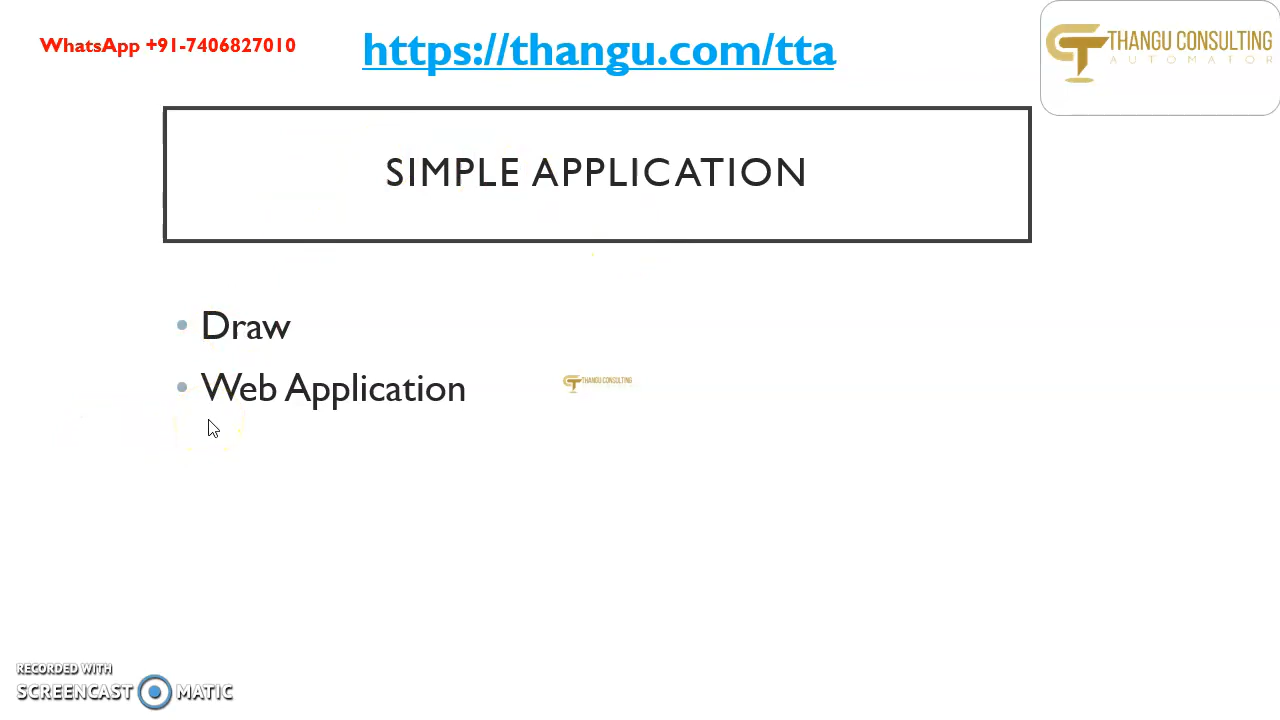 WhatsApp +91-7406827010
https://thangu.com/tta
THANGU CONSULTING
AUTOMATOR
SIMPLE APPLICATION
• Draw
• Web Application
THANGU CONSULTING
RECORDED WITH
SCREENCAST MATIC